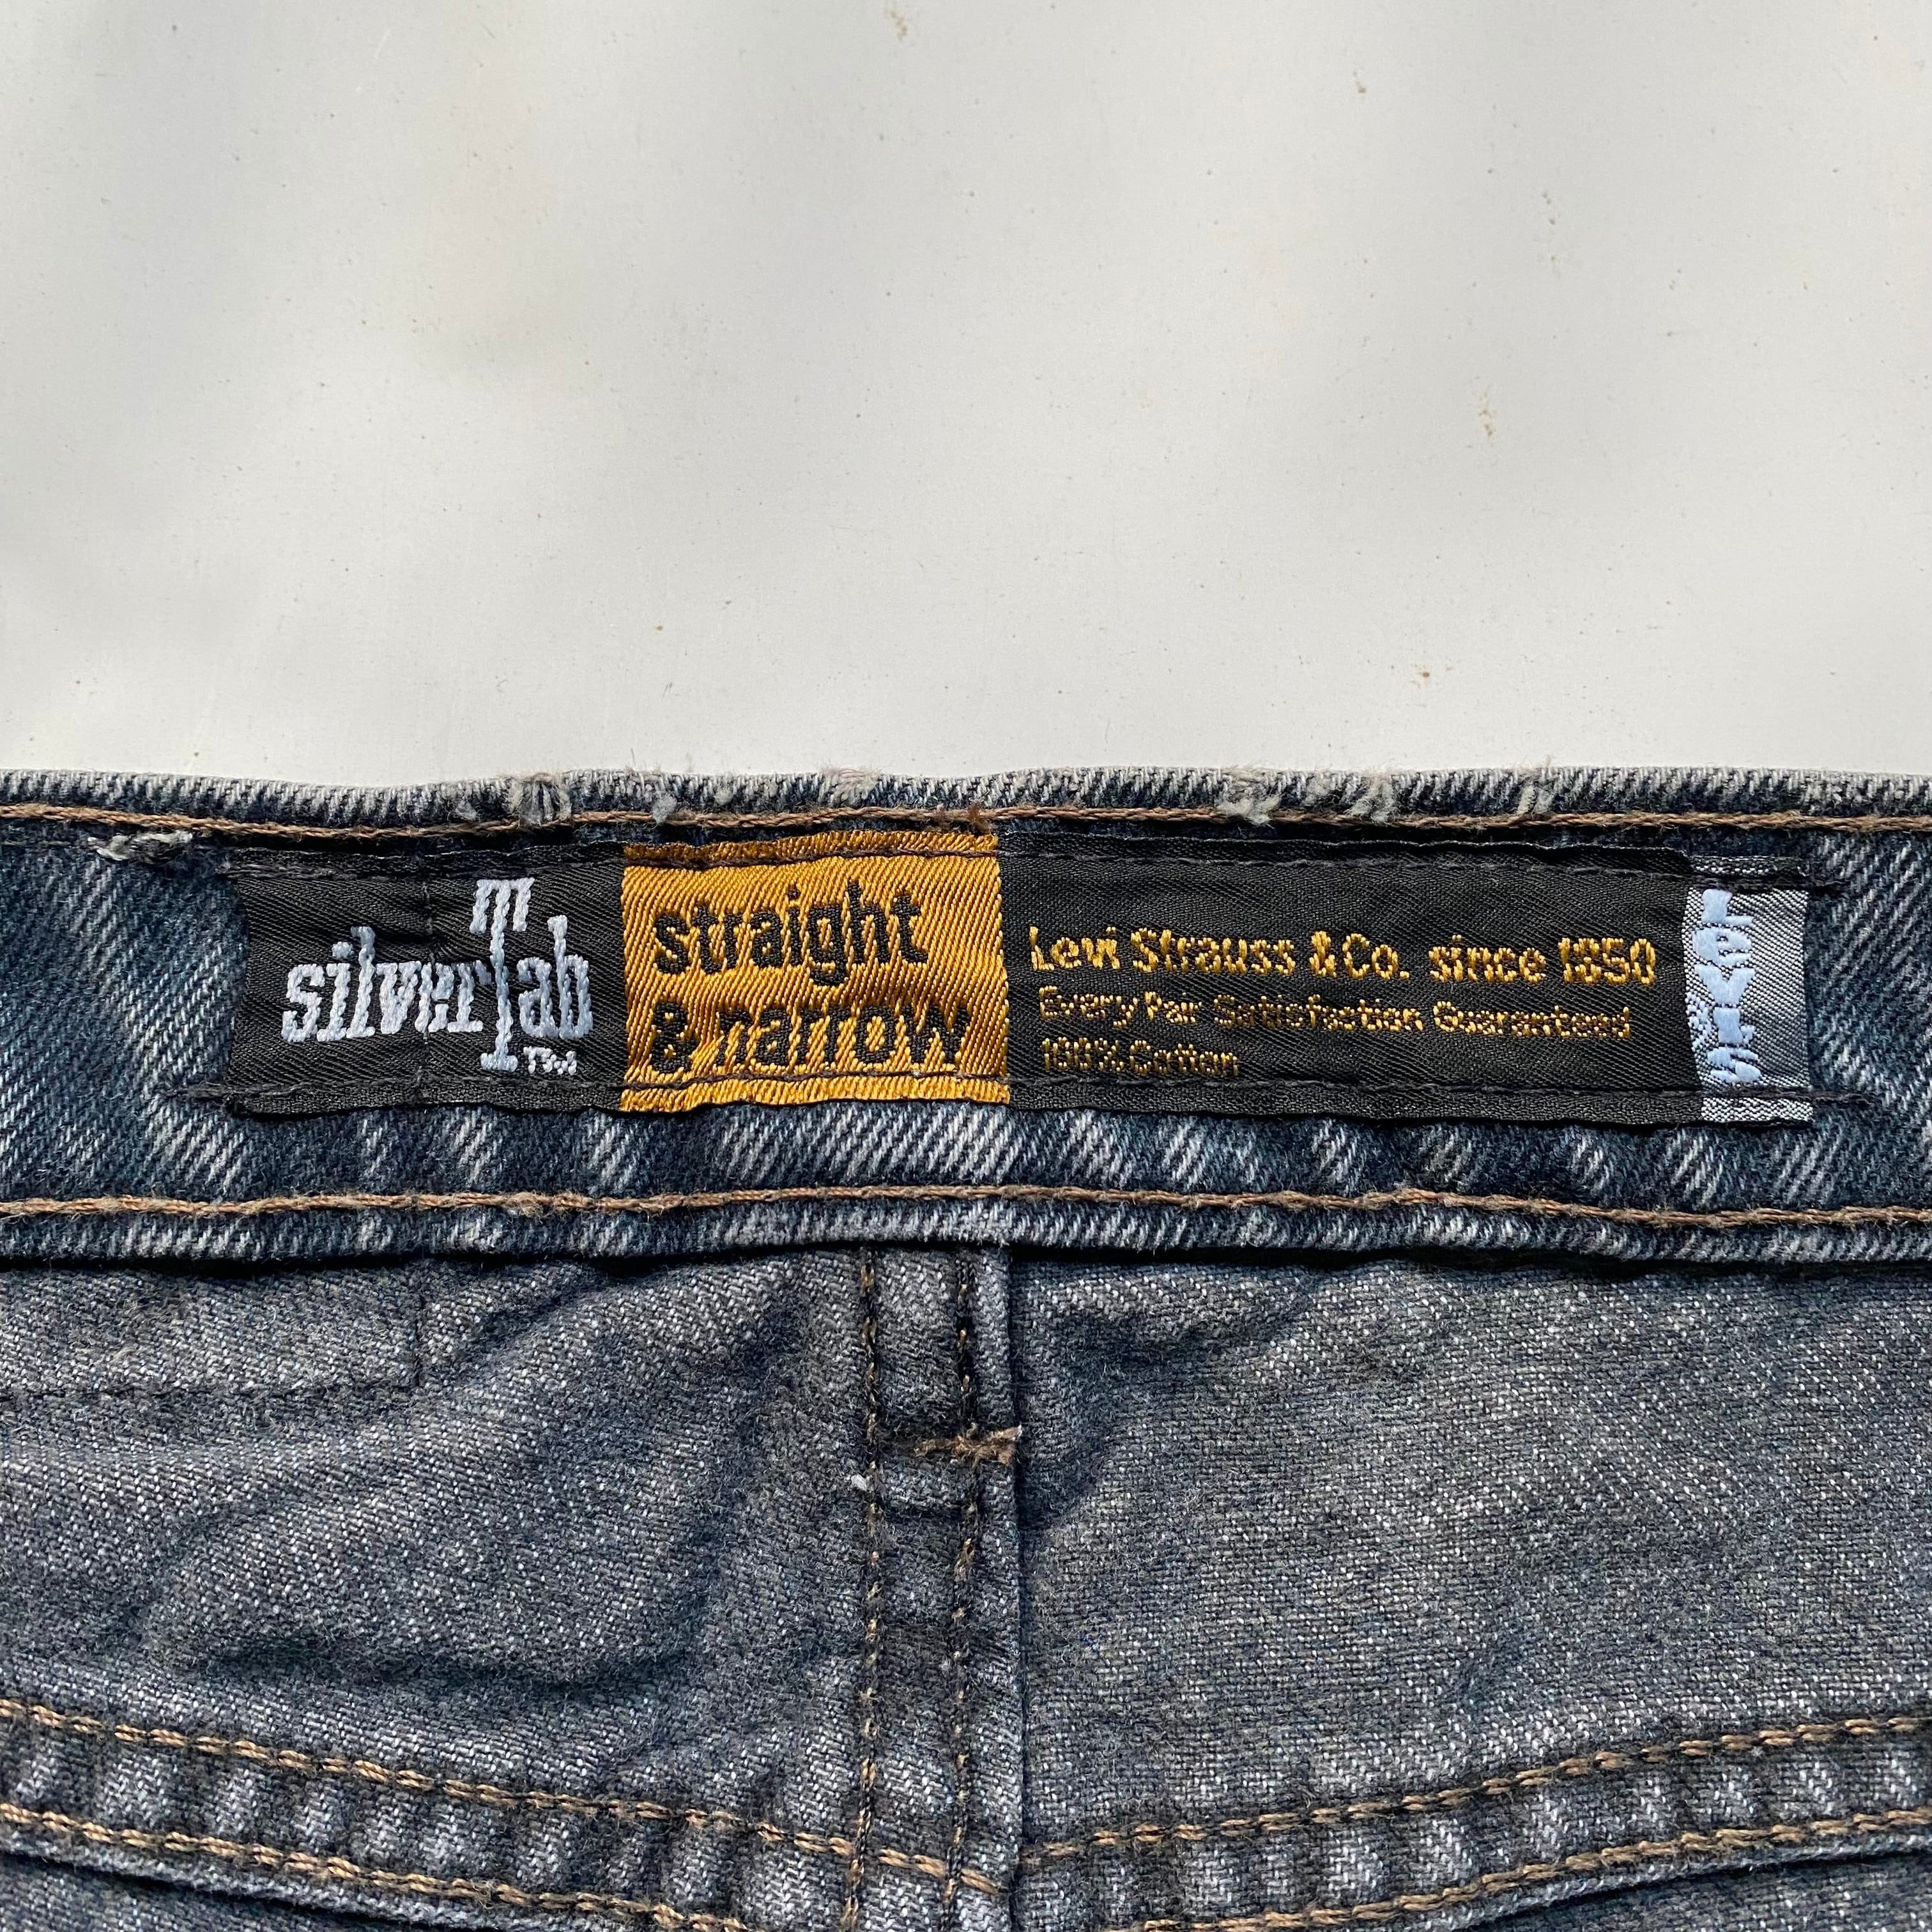 silverTab
TM
straight
& narrow
Levi Strauss & Co. since 1850
Every Pair Satisfaction Guaranteed
100% Cotton
LEVI'S